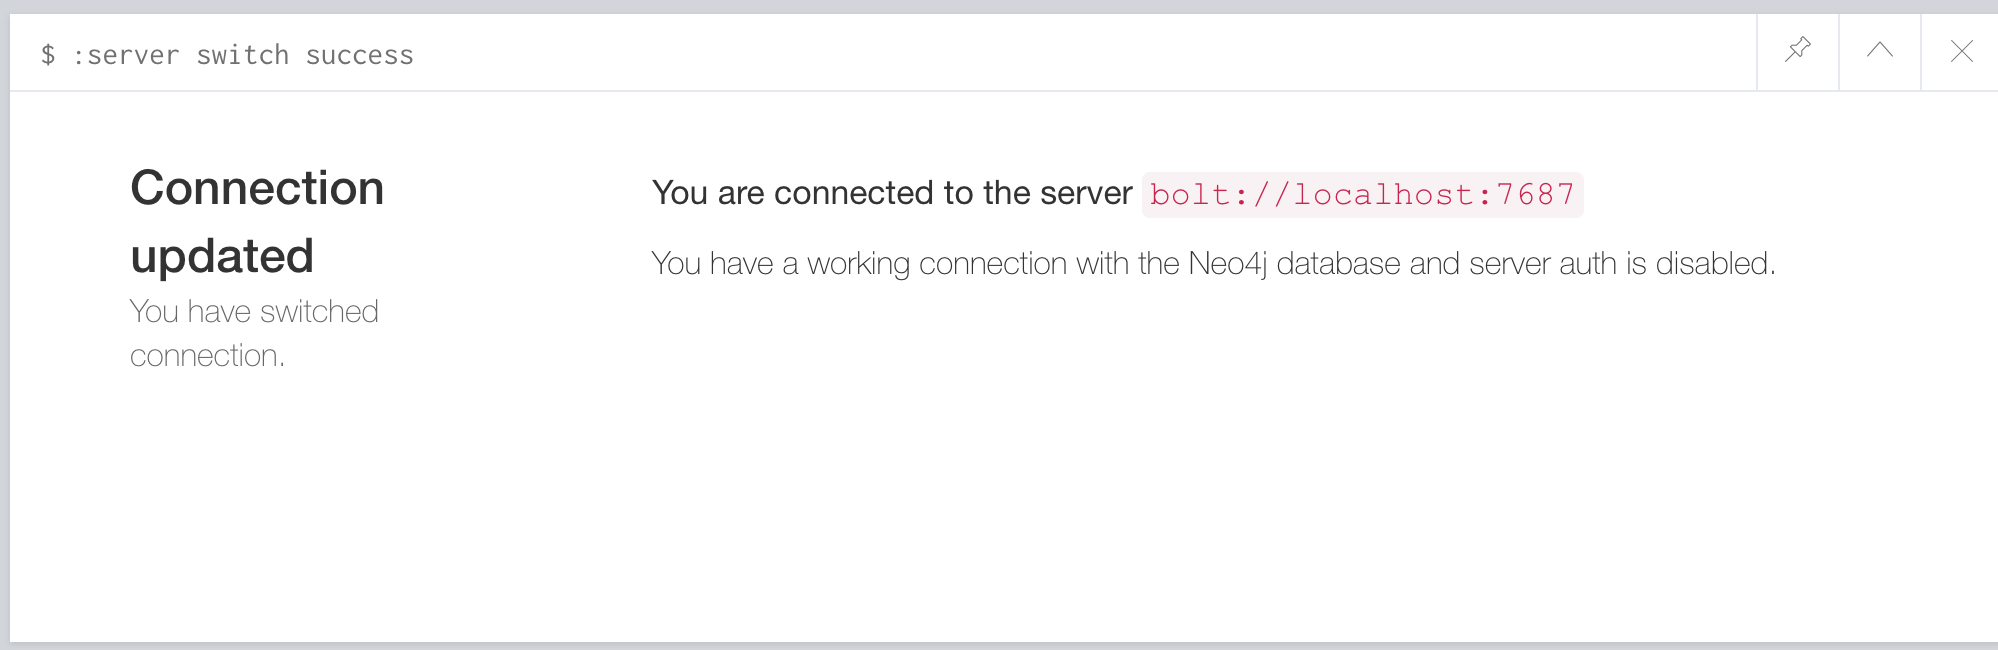 $ :server switch success
Connection
updated
You have switched
connection.
You are connected to the server bolt://localhost:7687
You have a working connection with the Neo4j database and server auth is disabled.